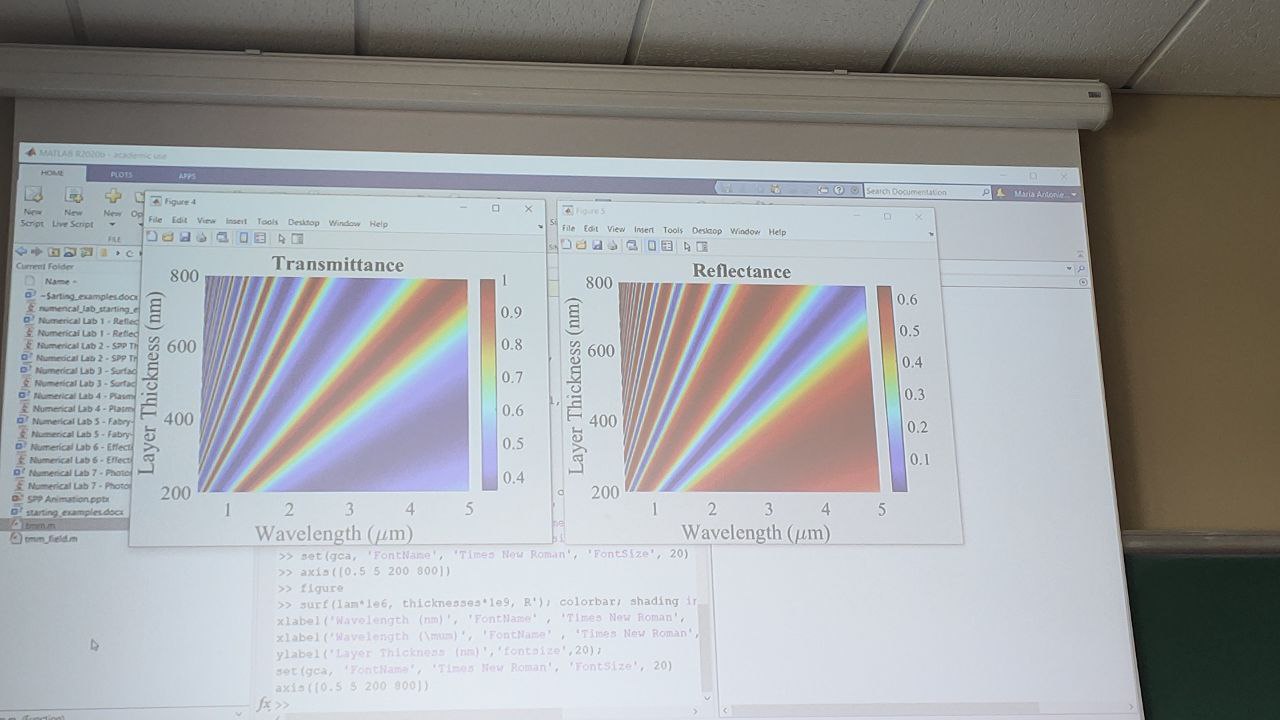 MATLAB R2020b - academic use
HOME
PLOTS
APPS
Search Documentation
Maria Antonie...
New Script
New Live Script
New
FILE
Current Folder
Name
~$arting_examples.docx
numerical_lab_starting_e
Numerical Lab 1 - Reflec
Numerical Lab 1 - Reflec
Numerical Lab 2 - SPP Th
Numerical Lab 2 - SPP Th
Numerical Lab 3 - Surfac
Numerical Lab 3 - Surfac
Numerical Lab 4 - Plasm
Numerical Lab 4 - Plasm
Numerical Lab 5 - Fabry-
Numerical Lab 5 - Fabry-
Numerical Lab 6 - Effecti
Numerical Lab 6 - Effecti
Numerical Lab 7 - Photo
Numerical Lab 7 - Photo
SPP Animation.pptx
starting_examples.docx
tmm.m
tmm_field.m
Figure 4
File Edit View Insert Tools Desktop Window Help
Transmittance
800
600
400
200
Layer Thickness (nm)
1 2 3 4 5
Wavelength (μm)
1
0.9
0.8
0.7
0.6
0.5
0.4
Figure 5
File Edit View Insert Tools Desktop Window Help
Reflectance
800
600
400
200
Layer Thickness (nm)
1 2 3 4 5
Wavelength (μm)
0.6
0.5
0.4
0.3
0.2
0.1
>> set(gca, 'FontName', 'Times New Roman', 'FontSize', 20)
>> axis([0.5 5 200 800])
>> figure
>> surf(lam*1e6, thicknesses*1e9, R'); colorbar; shading in
xlabel('Wavelength (nm)', 'FontName' , 'Times New Roman',
xlabel('Wavelength (\mum)', 'FontName' , 'Times New Roman',
ylabel('Layer Thickness (nm)','fontsize',20);
set(gca, 'FontName', 'Times New Roman', 'FontSize', 20)
axis([0.5 5 200 800])
fx >>